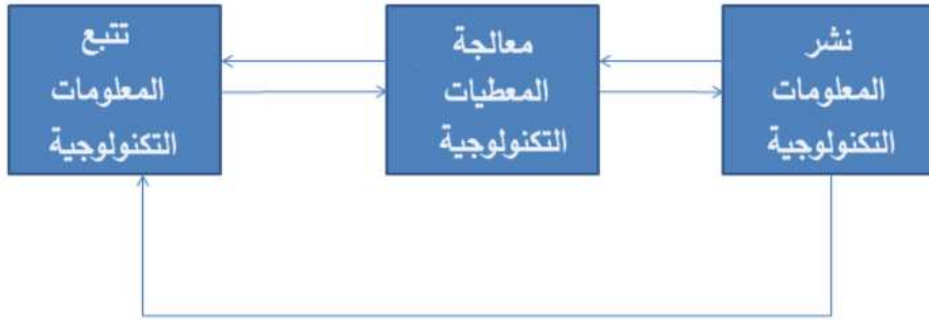 نشر
المعلومات
التكنولوجية
معالجة
المعطيات
التكنولوجية
تتبع
المعلومات
التكنولوجية